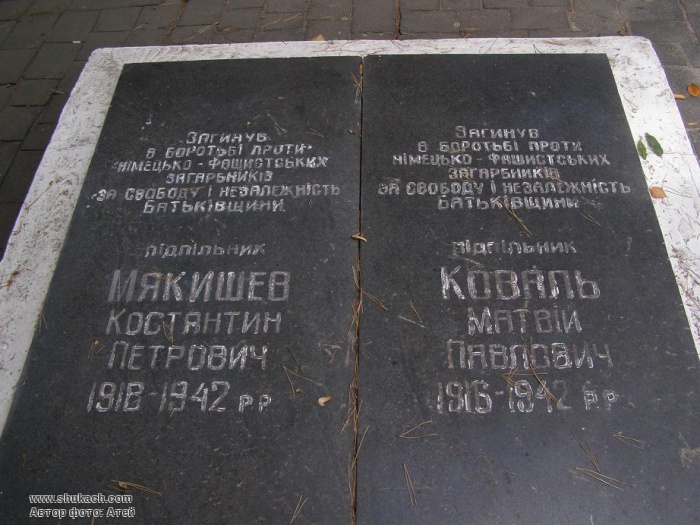 Загинув
в боротьбі проти
німецько-фашистських
загарбників
за свободу і незалежність
Батьківщини
підпільник
Мякишев
Костантин
Петрович
1918-1942 р.р
Загинув
в боротьбі проти
німецько-фашистських
загарбників
за свободу і незалежність
Батьківщини
підпільник
Коваль
Матвій
Павлович
1916-1942 р.р.
www.shukach.com
Автор фото: Атей